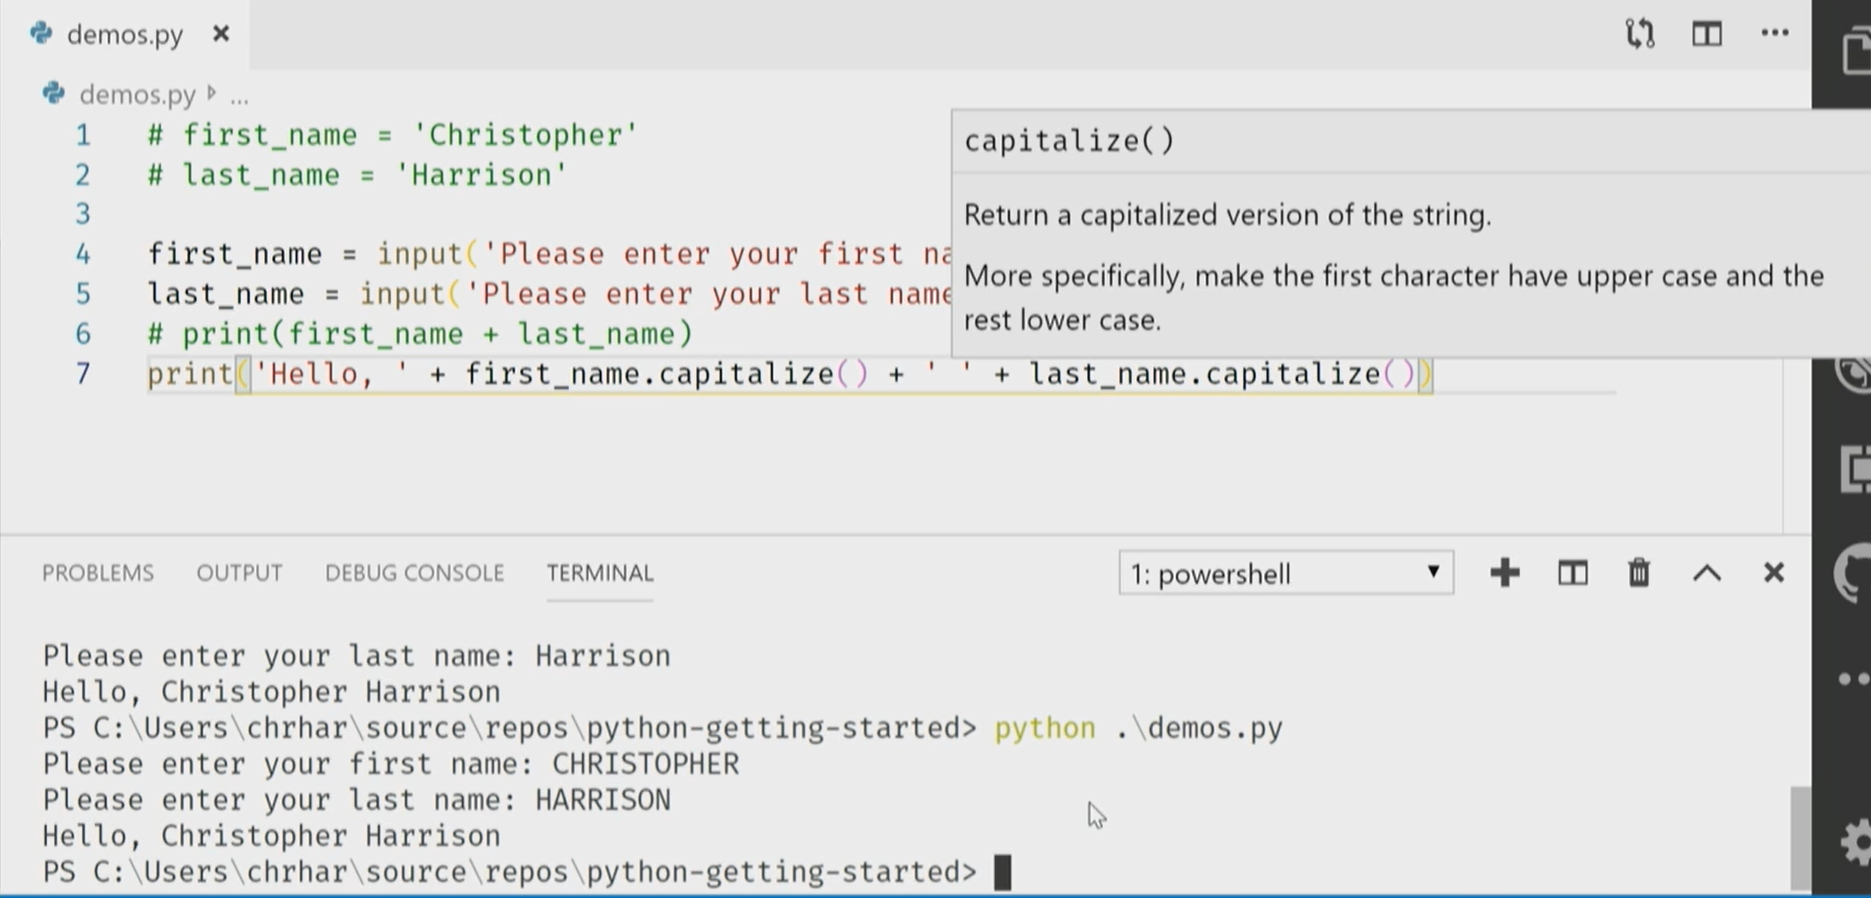 demos.py
demos.py ...
1 # first_name = 'Christopher'
2 # last_name = 'Harrison'
3
4 first_name = input('Please enter your first na
5 last_name = input('Please enter your last name
6 # print(first_name + last_name)
7 print('Hello, ' + first_name.capitalize() + ' ' + last_name.capitalize())
capitalize()
Return a capitalized version of the string.
More specifically, make the first character have upper case and the
rest lower case.
PROBLEMS OUTPUT DEBUG CONSOLE TERMINAL 1: powershell
Please enter your last name: Harrison
Hello, Christopher Harrison
PS C:\Users\chrhar\source\repos\python-getting-started> python .\demos.py
Please enter your first name: CHRISTOPHER
Please enter your last name: HARRISON
Hello, Christopher Harrison
PS C:\Users\chrhar\source\repos\python-getting-started>